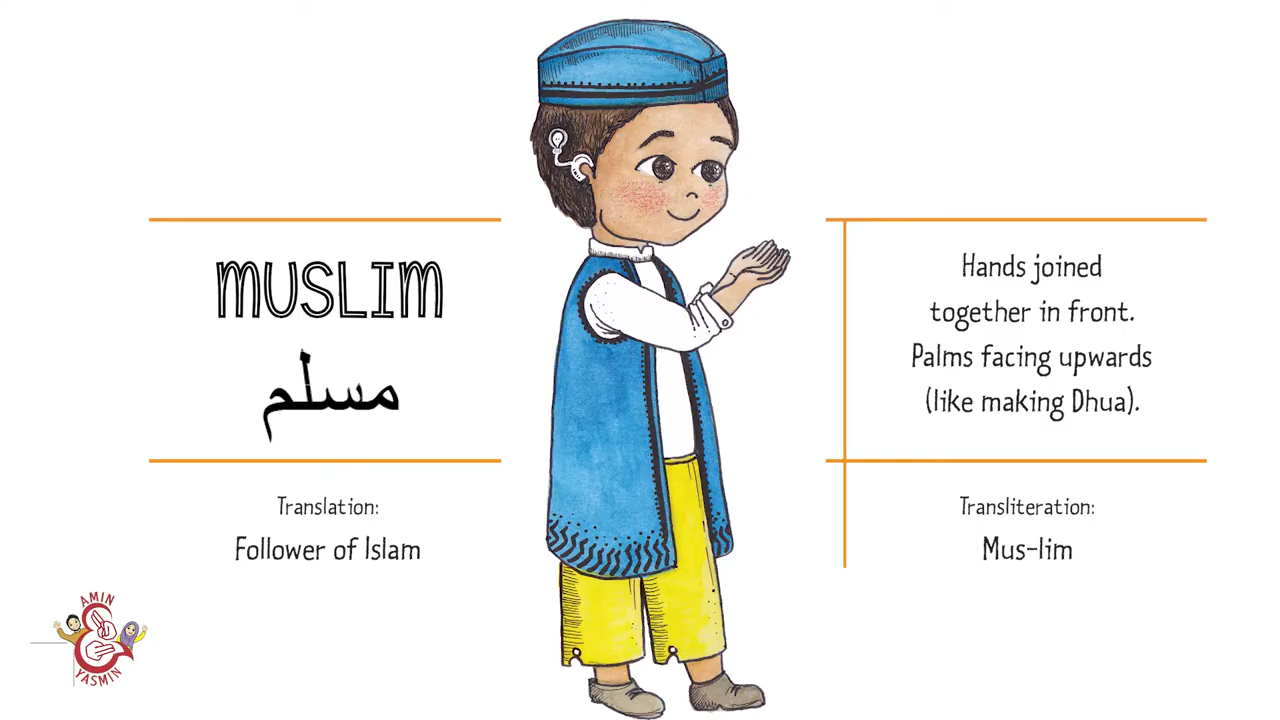 MUSLIM
مسلم
Translation:
Follower of Islam
Hands joined
together in front.
Palms facing upwards
(like making Dhua).
Transliteration:
Mus-lim
AMIN
YASMIN